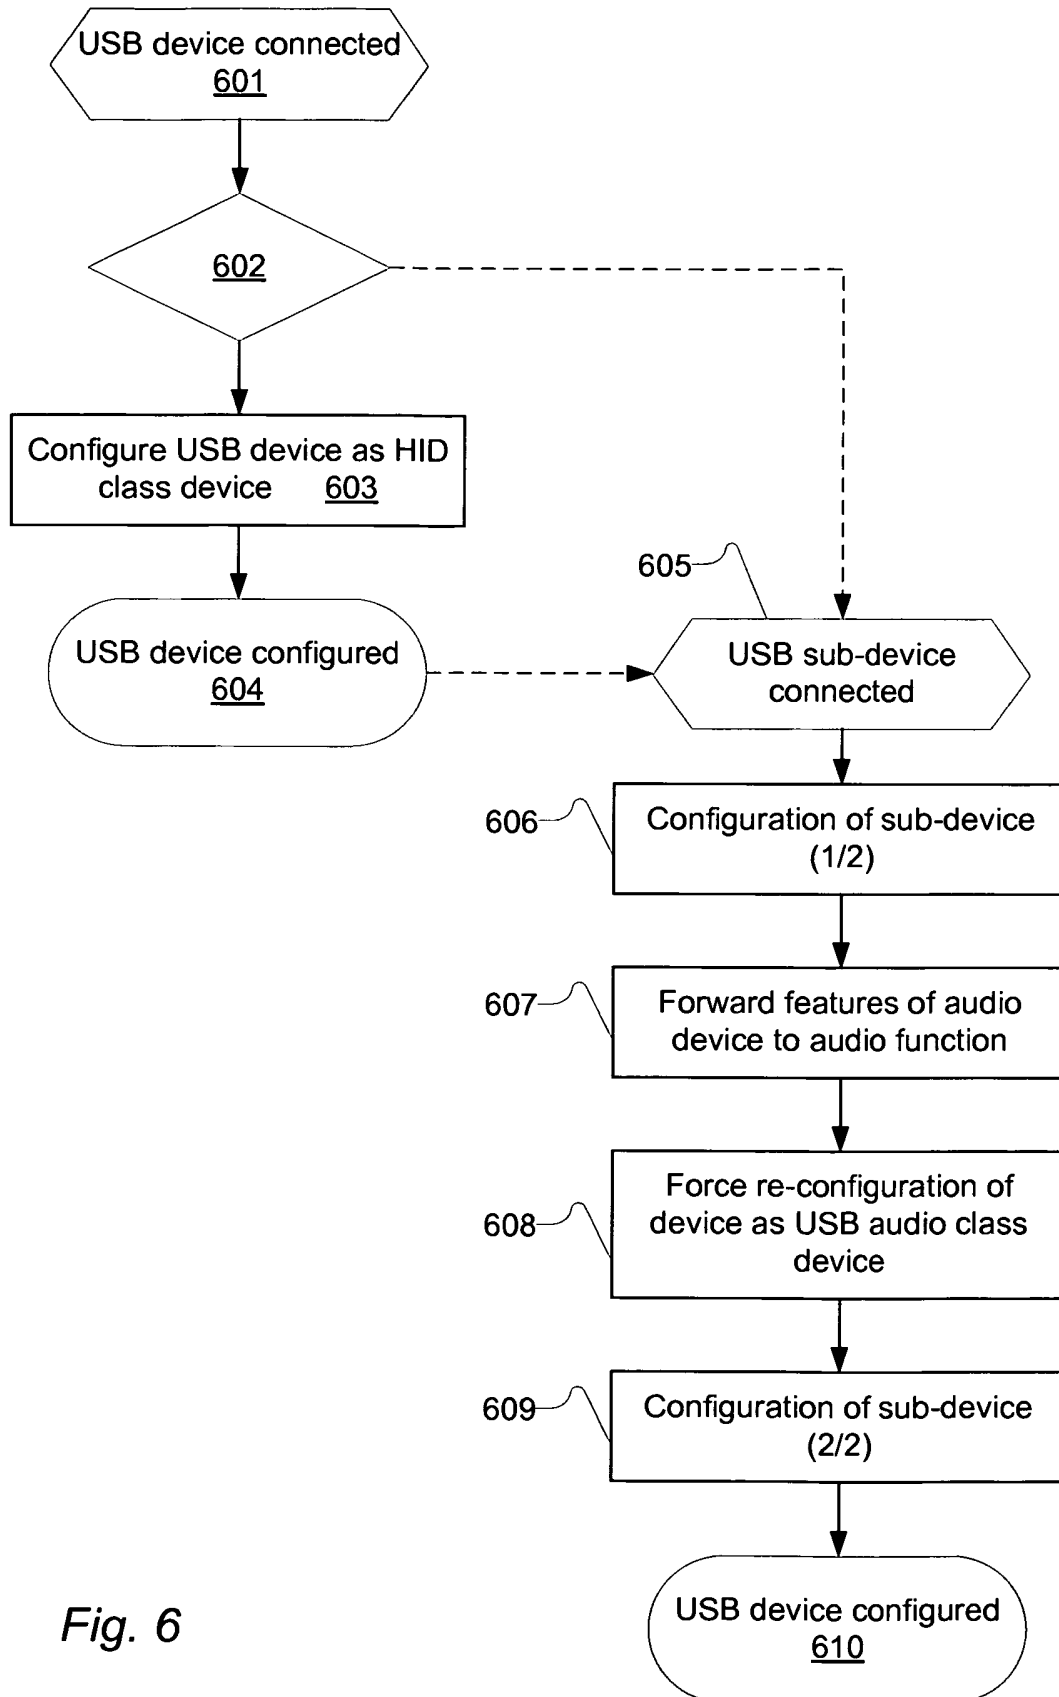 USB device connected
601
602
Configure USB device as HID
class device 603
USB device configured
604
605
USB sub-device
connected
606
Configuration of sub-device
(1/2)
607
Forward features of audio
device to audio function
608
Force re-configuration of
device as USB audio class
device
609
Configuration of sub-device
(2/2)
USB device configured
610
Fig. 6